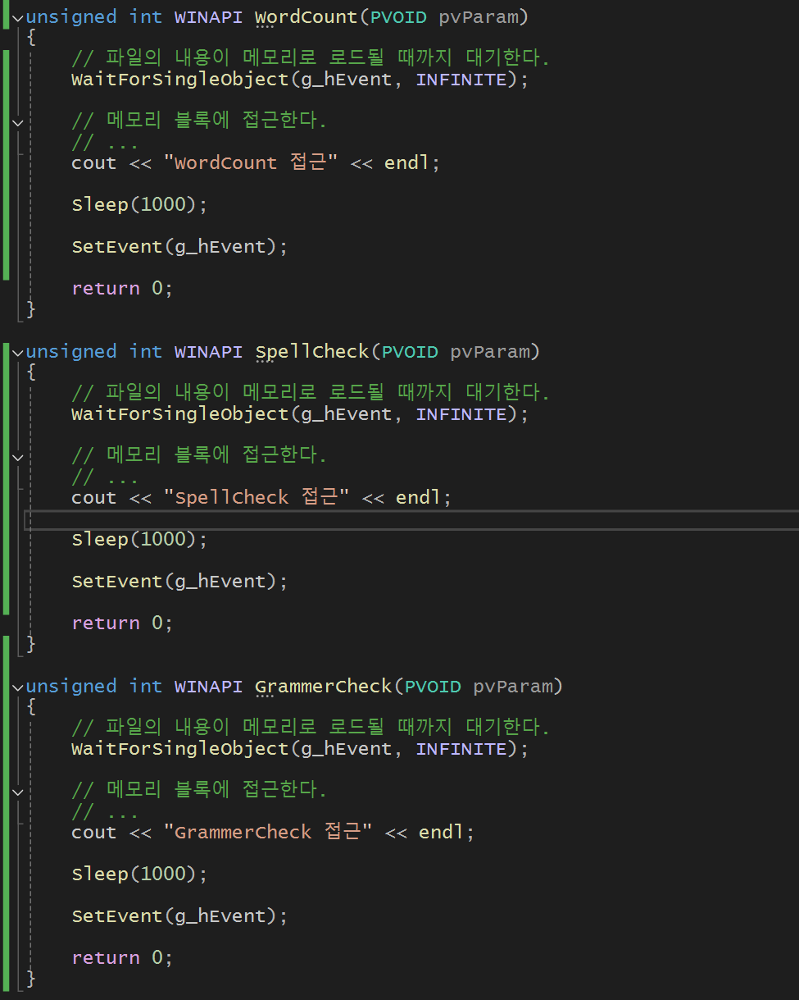 unsigned int WINAPI WordCount(PVOID pvParam)
{
// 파일의 내용이 메모리로 로드될 때까지 대기한다.
WaitForSingleObject(g_hEvent, INFINITE);
// 메모리 블록에 접근한다.
// ...
cout << "WordCount 접근" << endl;
Sleep(1000);
SetEvent(g_hEvent);
return 0;
}
unsigned int WINAPI SpellCheck(PVOID pvParam)
{
// 파일의 내용이 메모리로 로드될 때까지 대기한다.
WaitForSingleObject(g_hEvent, INFINITE);
// 메모리 블록에 접근한다.
// ...
cout << "SpellCheck 접근" << endl;
Sleep(1000);
SetEvent(g_hEvent);
return 0;
}
unsigned int WINAPI GrammerCheck(PVOID pvParam)
{
// 파일의 내용이 메모리로 로드될 때까지 대기한다.
WaitForSingleObject(g_hEvent, INFINITE);
// 메모리 블록에 접근한다.
// ...
cout << "GrammerCheck 접근" << endl;
Sleep(1000);
SetEvent(g_hEvent);
return 0;
}